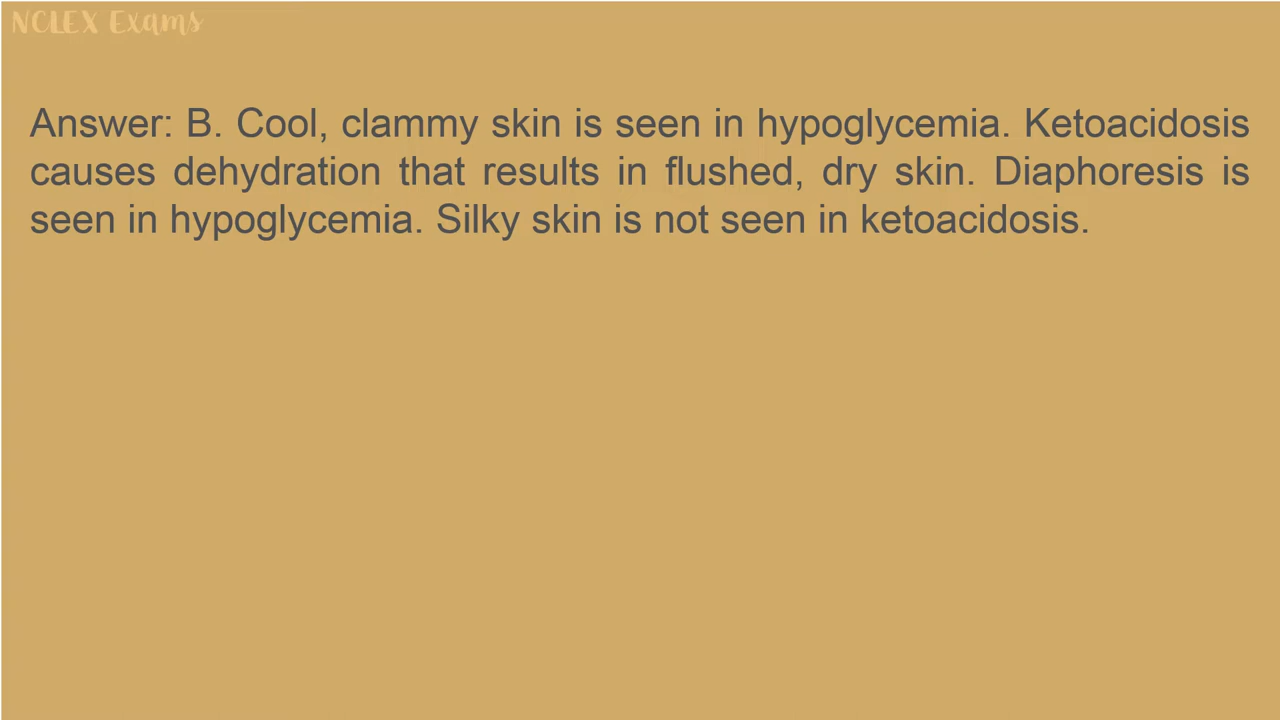 NCLEX Exams
Answer: B. Cool, clammy skin is seen in hypoglycemia. Ketoacidosis
causes dehydration that results in flushed, dry skin. Diaphoresis is
seen in hypoglycemia. Silky skin is not seen in ketoacidosis.